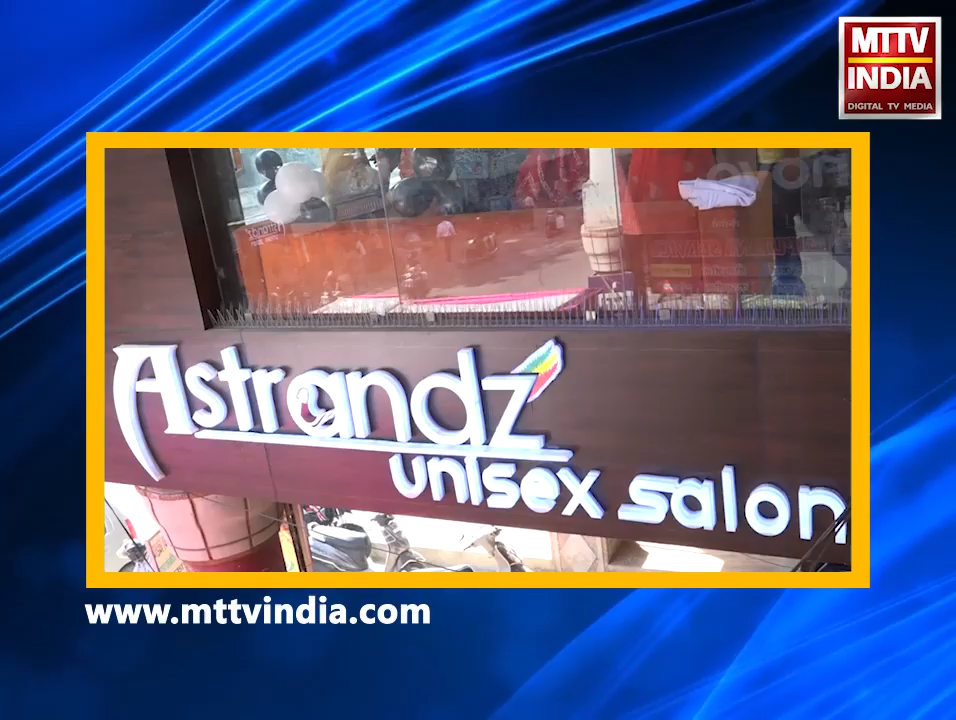 MTTV
INDIA
DIGITAL TV MEDIA
Astrandz
unisex salon
www.mttvindia.com